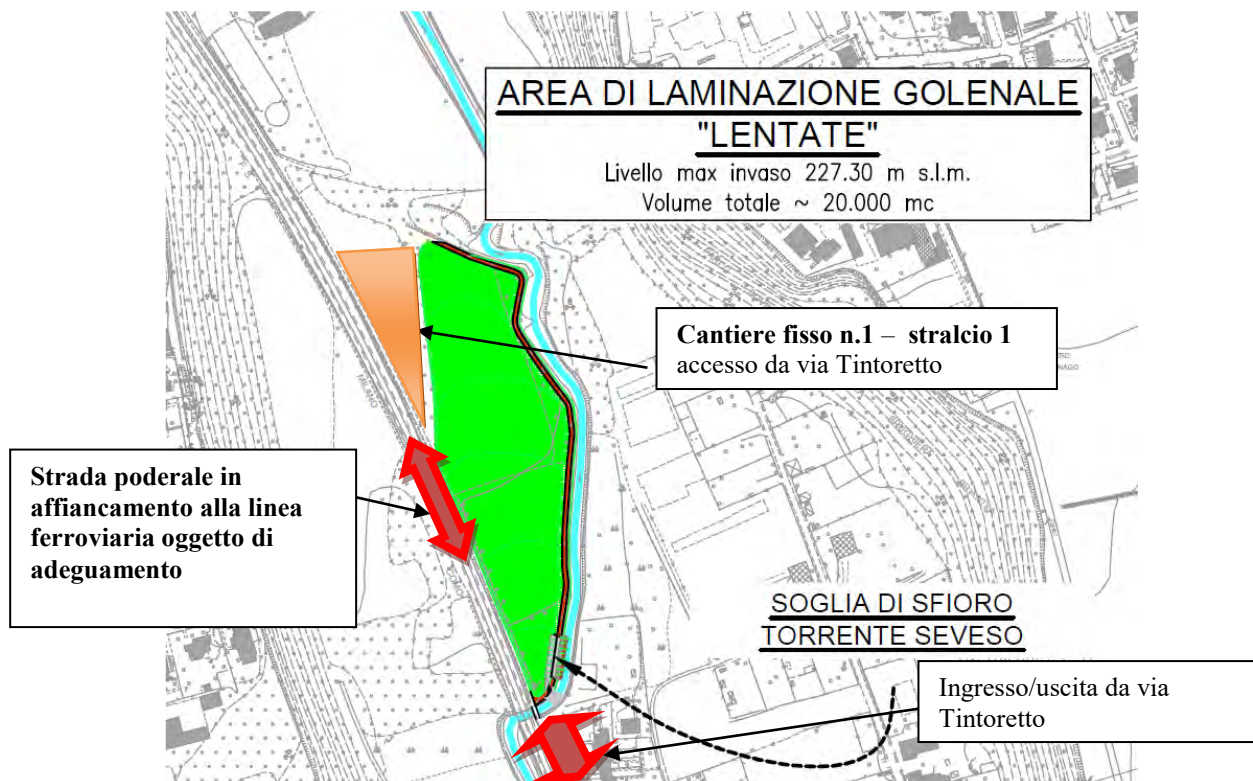 AREA DI LAMINAZIONE GOLENALE
"LENTATE"
Livello max invaso 227.30 m s.l.m.
Volume totale ~ 20.000 mc
Cantiere fisso n.1 – stralcio 1
accesso da via Tintoretto
MILANO
Strada poderale in
affiancamento alla linea
ferroviaria oggetto di
adeguamento
COMO
SOGLIA DI SFIORO
TORRENTE SEVESO
Ingresso/uscita da via
Tintoretto